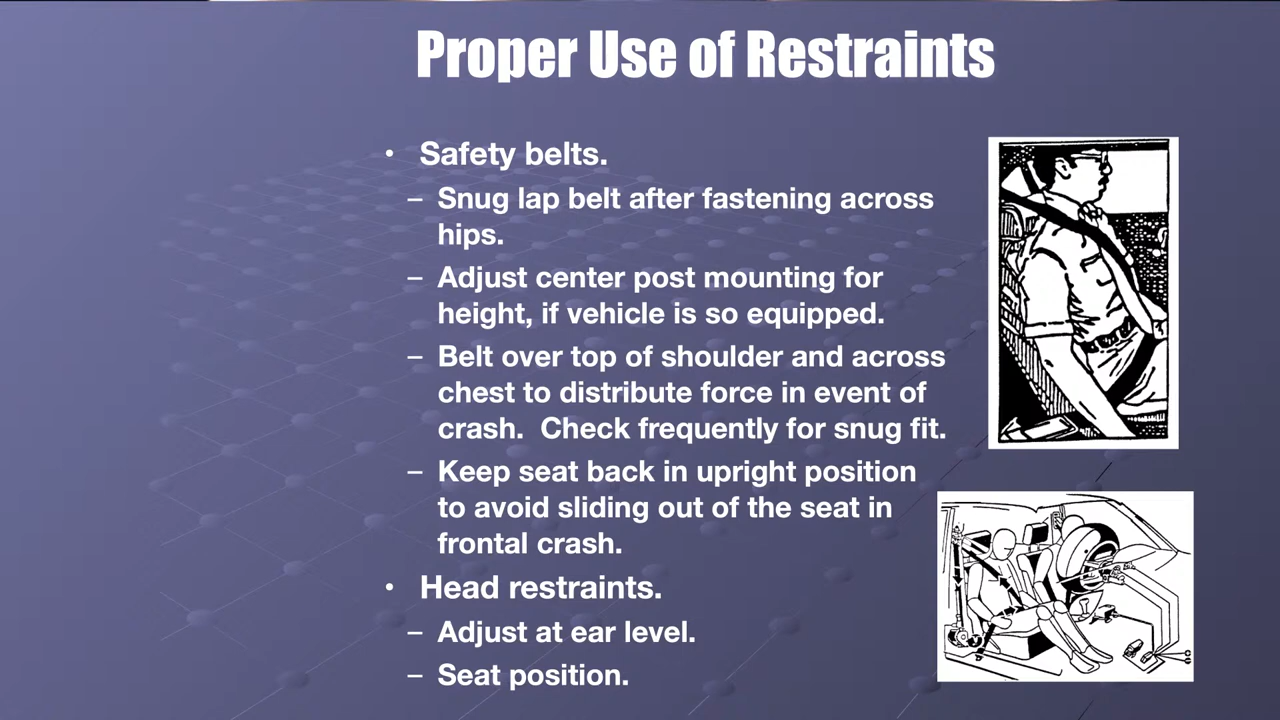 Proper Use of Restraints
• Safety belts.
– Snug lap belt after fastening across
hips.
– Adjust center post mounting for
height, if vehicle is so equipped.
– Belt over top of shoulder and across
chest to distribute force in event of
crash.  Check frequently for snug fit.
– Keep seat back in upright position
to avoid sliding out of the seat in
frontal crash.
• Head restraints.
– Adjust at ear level.
– Seat position.